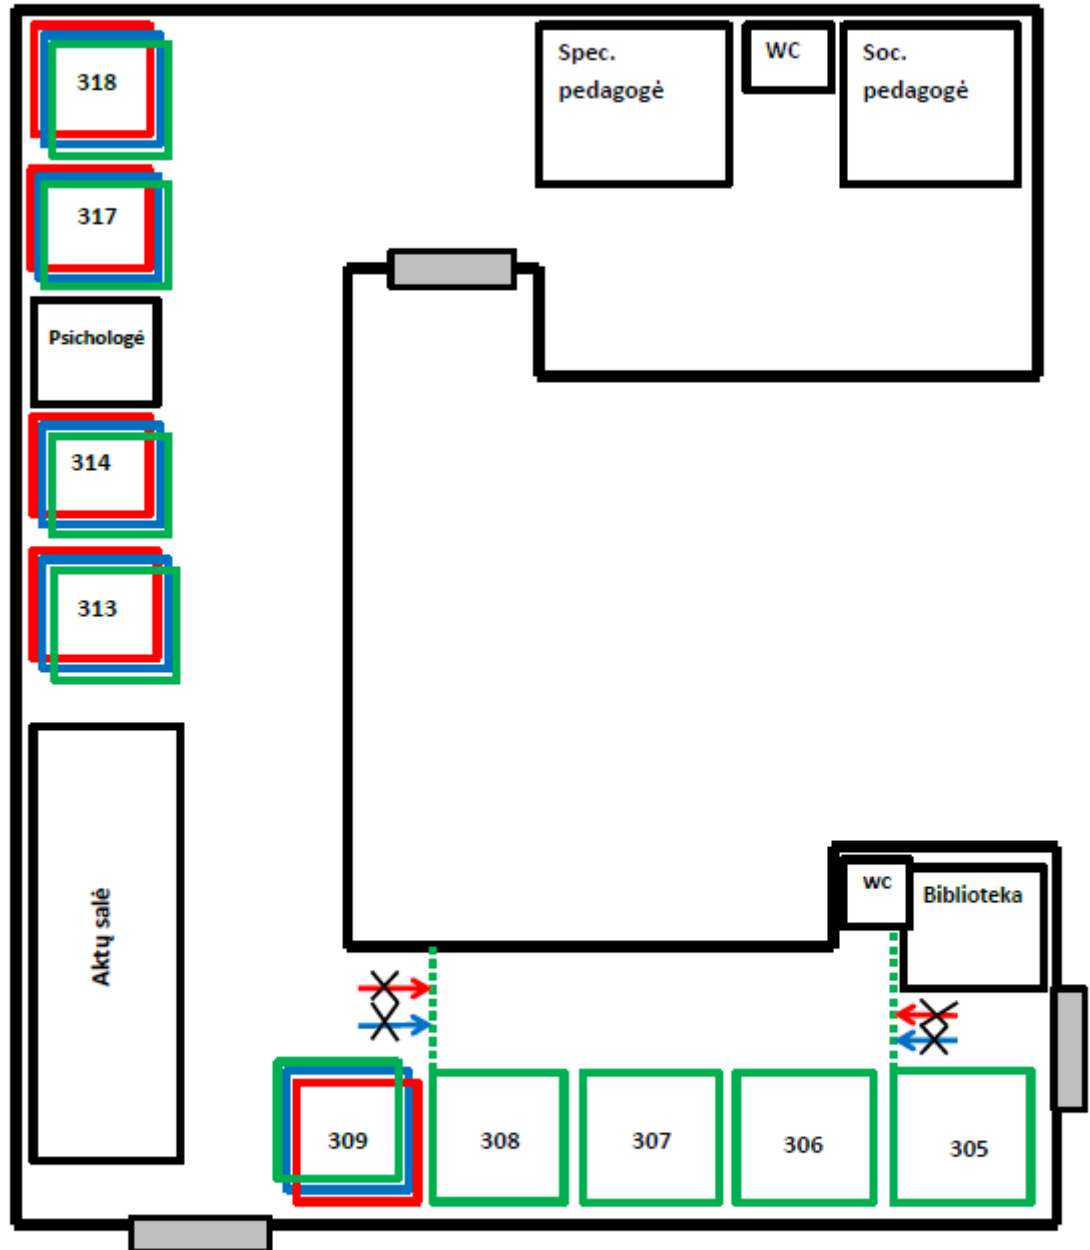 318
Spec.
pedagogė
WC
Soc.
pedagogė
317
Psichologė
314
313
Aktų salė
wc
Biblioteka
309
308
307
306
305